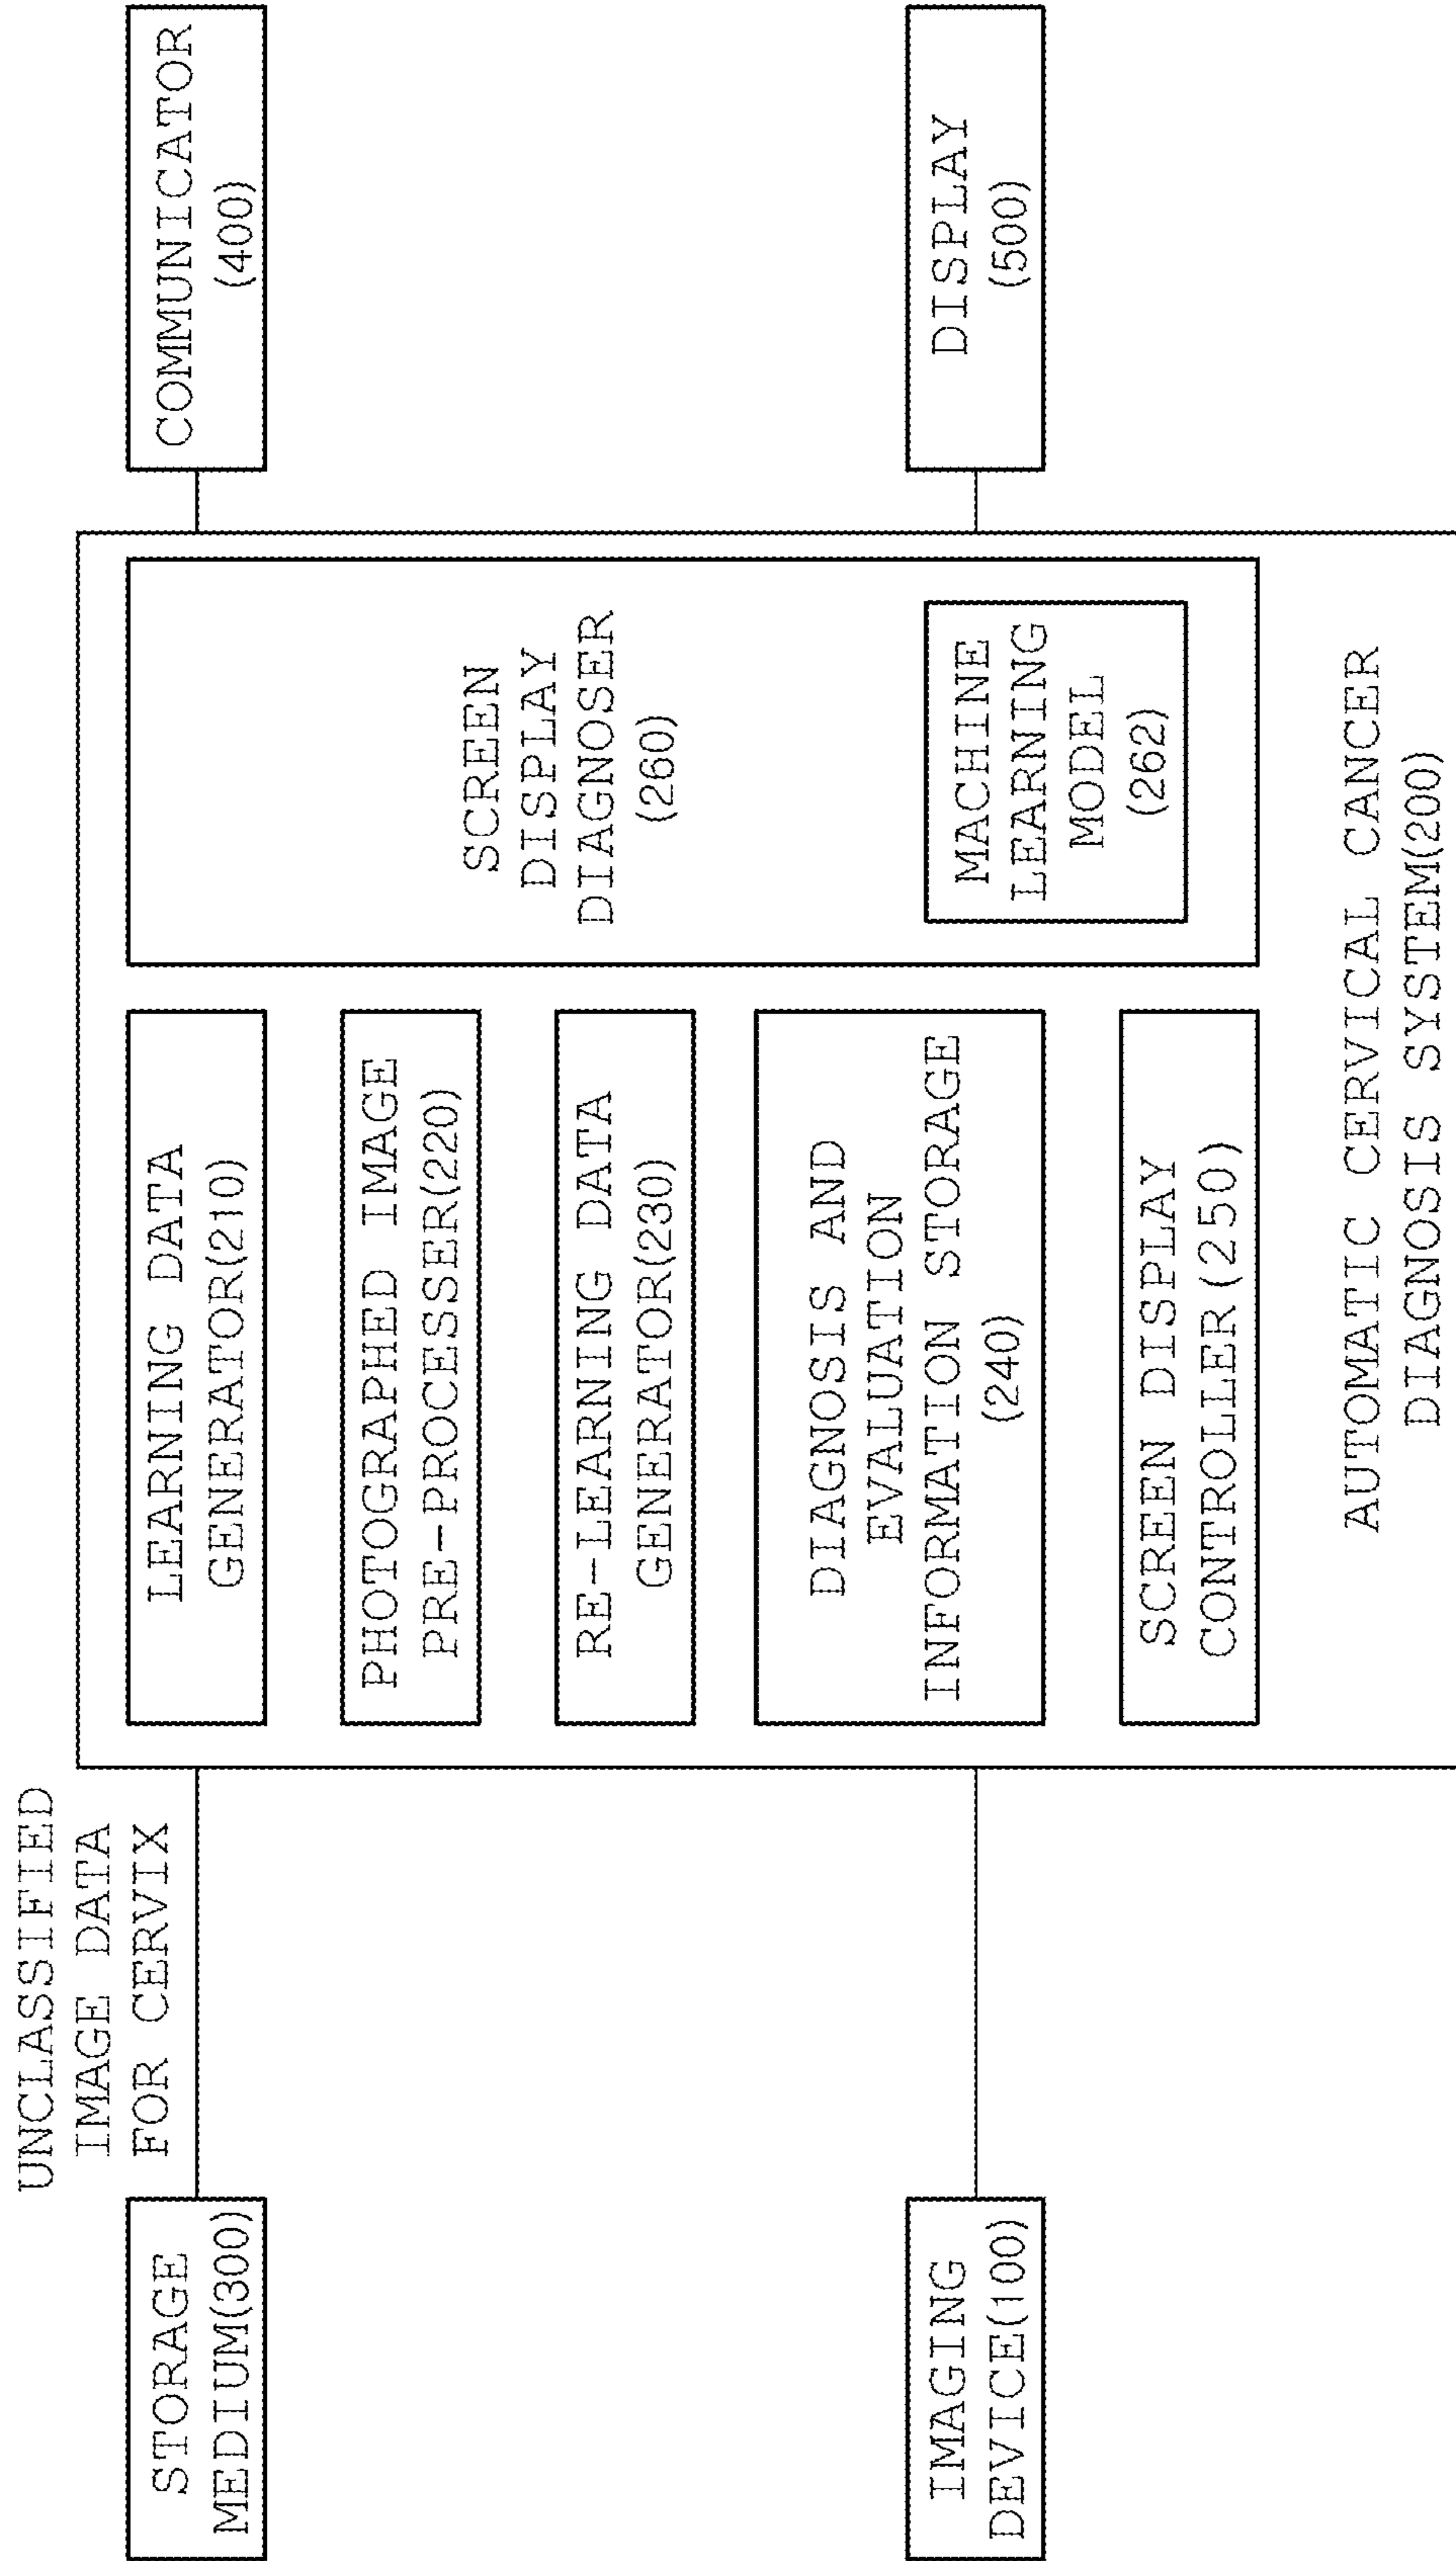 UNCLASSIFIED
IMAGE DATA
FOR CERVIX
STORAGE
MEDIUM(300)
IMAGING
DEVICE(100)
LEARNING DATA
GENERATOR(210)
PHOTOGRAPHED IMAGE
PRE-PROCESSER(220)
RE-LEARNING DATA
GENERATOR(230)
DIAGNOSIS AND
EVALUATION
INFORMATION STORAGE
(240)
SCREEN DISPLAY
CONTROLLER(250)
SCREEN
DISPLAY
DIAGNOSER
(260)
MACHINE
LEARNING
MODEL
(262)
AUTOMATIC CERVICAL CANCER
DIAGNOSIS SYSTEM(200)
COMMUNICATOR
(400)
DISPLAY
(500)